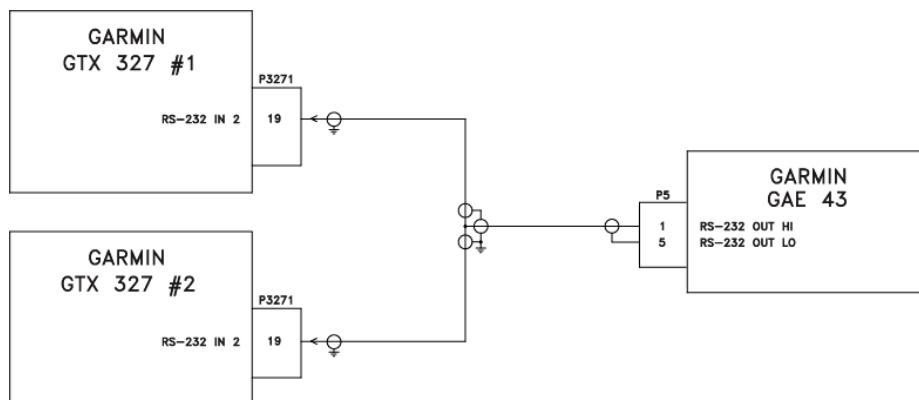 GARMIN
GTX 327 #1
P3271
RS-232 IN 2
19
GARMIN
GAE 43
P5
1 RS-232 OUT HI
5 RS-232 OUT LO
GARMIN
GTX 327 #2
P3271
RS-232 IN 2
19